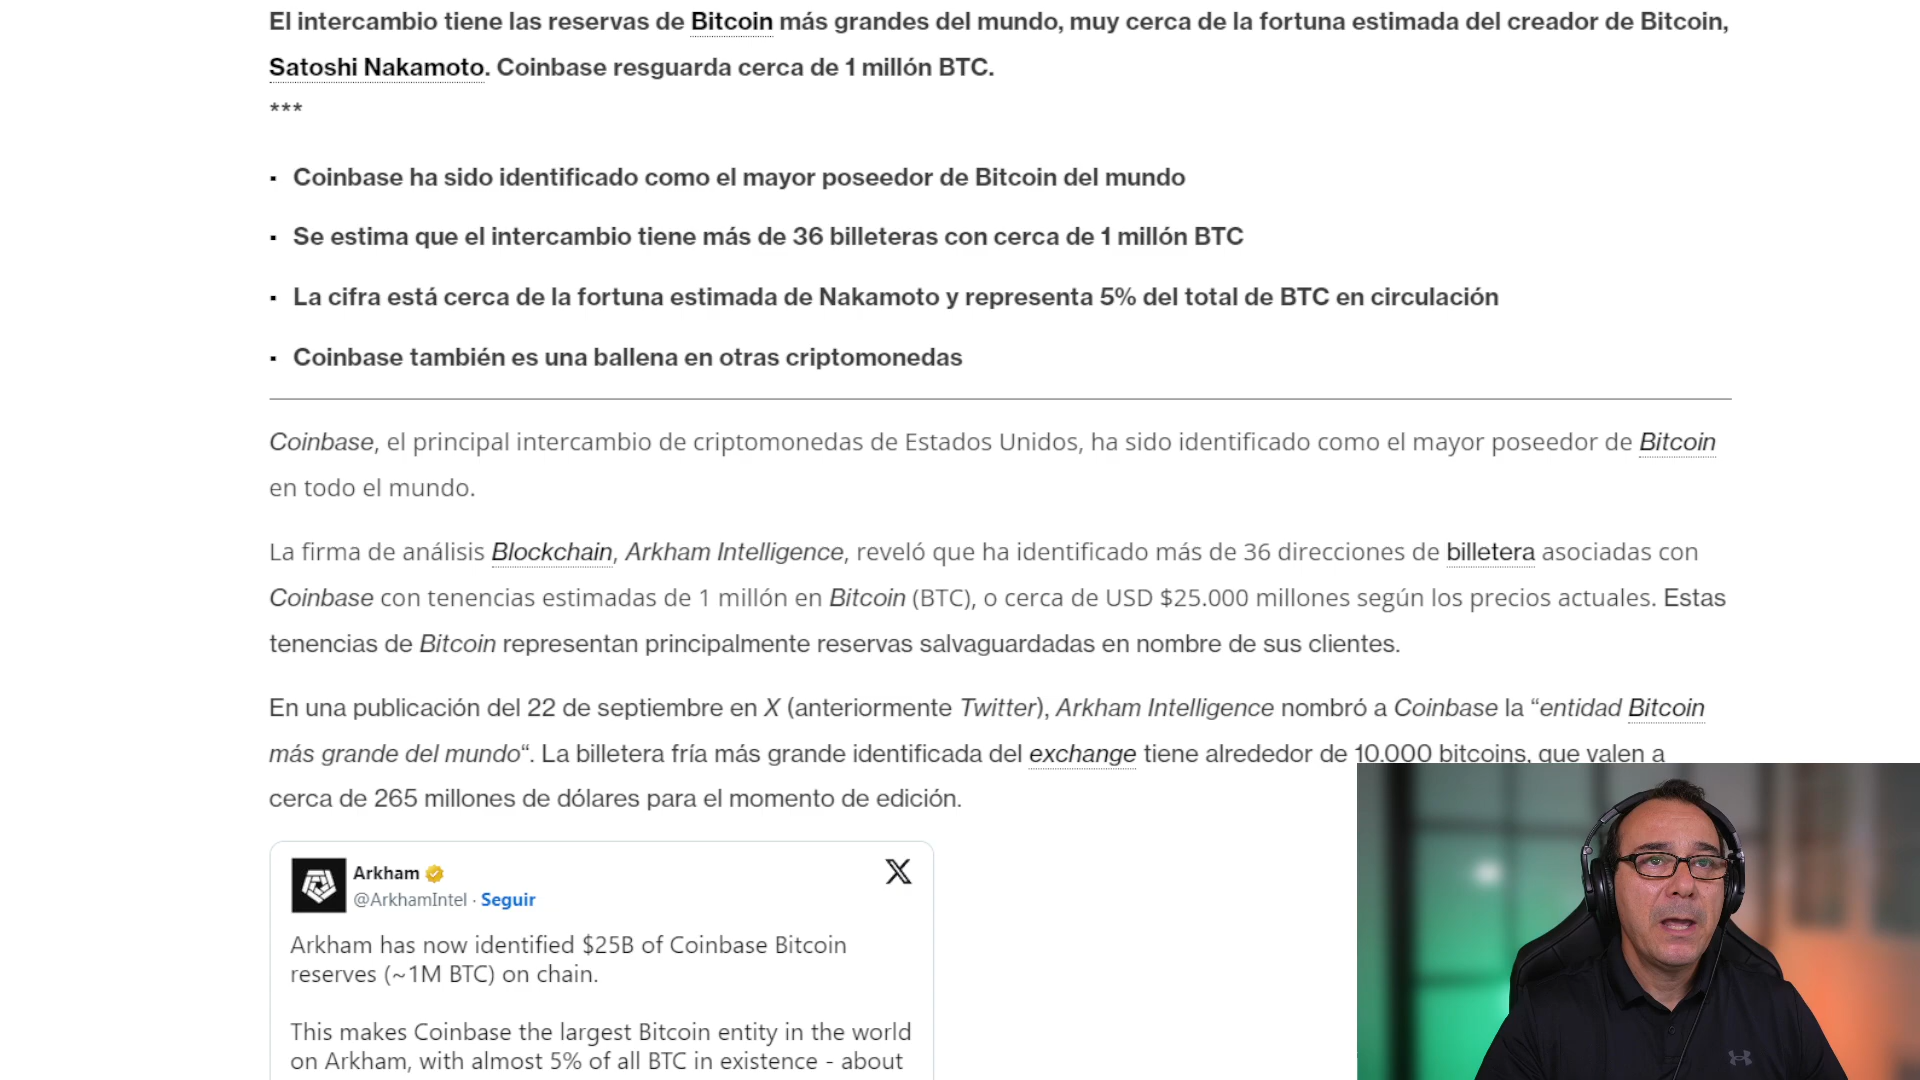 El intercambio tiene las reservas de Bitcoin más grandes del mundo, muy cerca de la fortuna estimada del creador de Bitcoin,
Satoshi Nakamoto. Coinbase resguarda cerca de 1 millón BTC.
***
▪ Coinbase ha sido identificado como el mayor poseedor de Bitcoin del mundo
▪ Se estima que el intercambio tiene más de 36 billeteras con cerca de 1 millón BTC
▪ La cifra está cerca de la fortuna estimada de Nakamoto y representa 5% del total de BTC en circulación
▪ Coinbase también es una ballena en otras criptomonedas
Coinbase, el principal intercambio de criptomonedas de Estados Unidos, ha sido identificado como el mayor poseedor de Bitcoin
en todo el mundo.
La firma de análisis Blockchain, Arkham Intelligence, reveló que ha identificado más de 36 direcciones de billetera asociadas con
Coinbase con tenencias estimadas de 1 millón en Bitcoin (BTC), o cerca de USD $25.000 millones según los precios actuales. Estas
tenencias de Bitcoin representan principalmente reservas salvaguardadas en nombre de sus clientes.
En una publicación del 22 de septiembre en X (anteriormente Twitter), Arkham Intelligence nombró a Coinbase la “entidad Bitcoin
más grande del mundo“. La billetera fría más grande identificada del exchange tiene alrededor de 10.000 bitcoins, que valen a
cerca de 265 millones de dólares para el momento de edición.
Arkham
@ArkhamIntel · Seguir
Arkham has now identified $25B of Coinbase Bitcoin
reserves (~1M BTC) on chain.
This makes Coinbase the largest Bitcoin entity in the world
on Arkham, with almost 5% of all BTC in existence - about